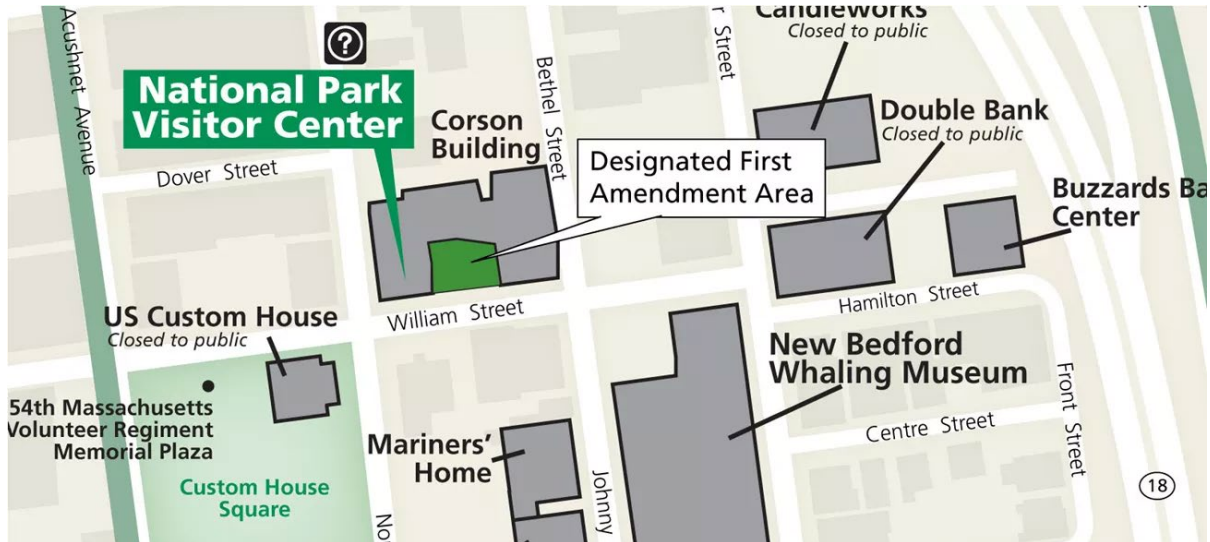 Acushnet Avenue
?
National Park
Visitor Center
Corson
Building
Bethel Street
r Street
Candleworks
Closed to public
Double Bank
Closed to public
Designated First
Amendment Area
Buzzards Ba
Center
Dover Street
William Street
Hamilton Street
US Custom House
Closed to public
54th Massachusetts
Volunteer Regiment
Memorial Plaza
Custom House
Square
Mariners’
Home
New Bedford
Whaling Museum
Centre Street
Front Street
Johnny
No
18